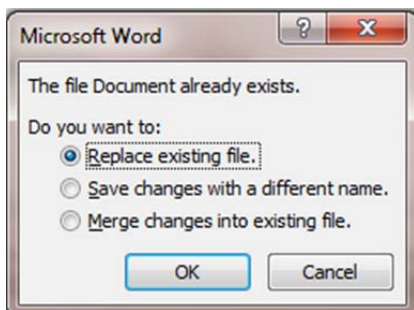 Microsoft Word
?
X
The file Document already exists.
Do you want to:
Replace existing file.
Save changes with a different name.
Merge changes into existing file.
OK
Cancel